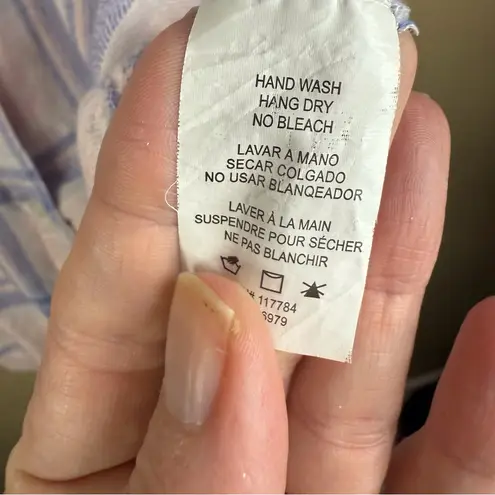 HAND WASH
HANG DRY
NO BLEACH
LAVAR A MANO
SECAR COLGADO
NO USAR BLANQEADOR
LAVER À LA MAIN
SUSPENDRE POUR SÉCHER
NE PAS BLANCHIR
# 117784
6979